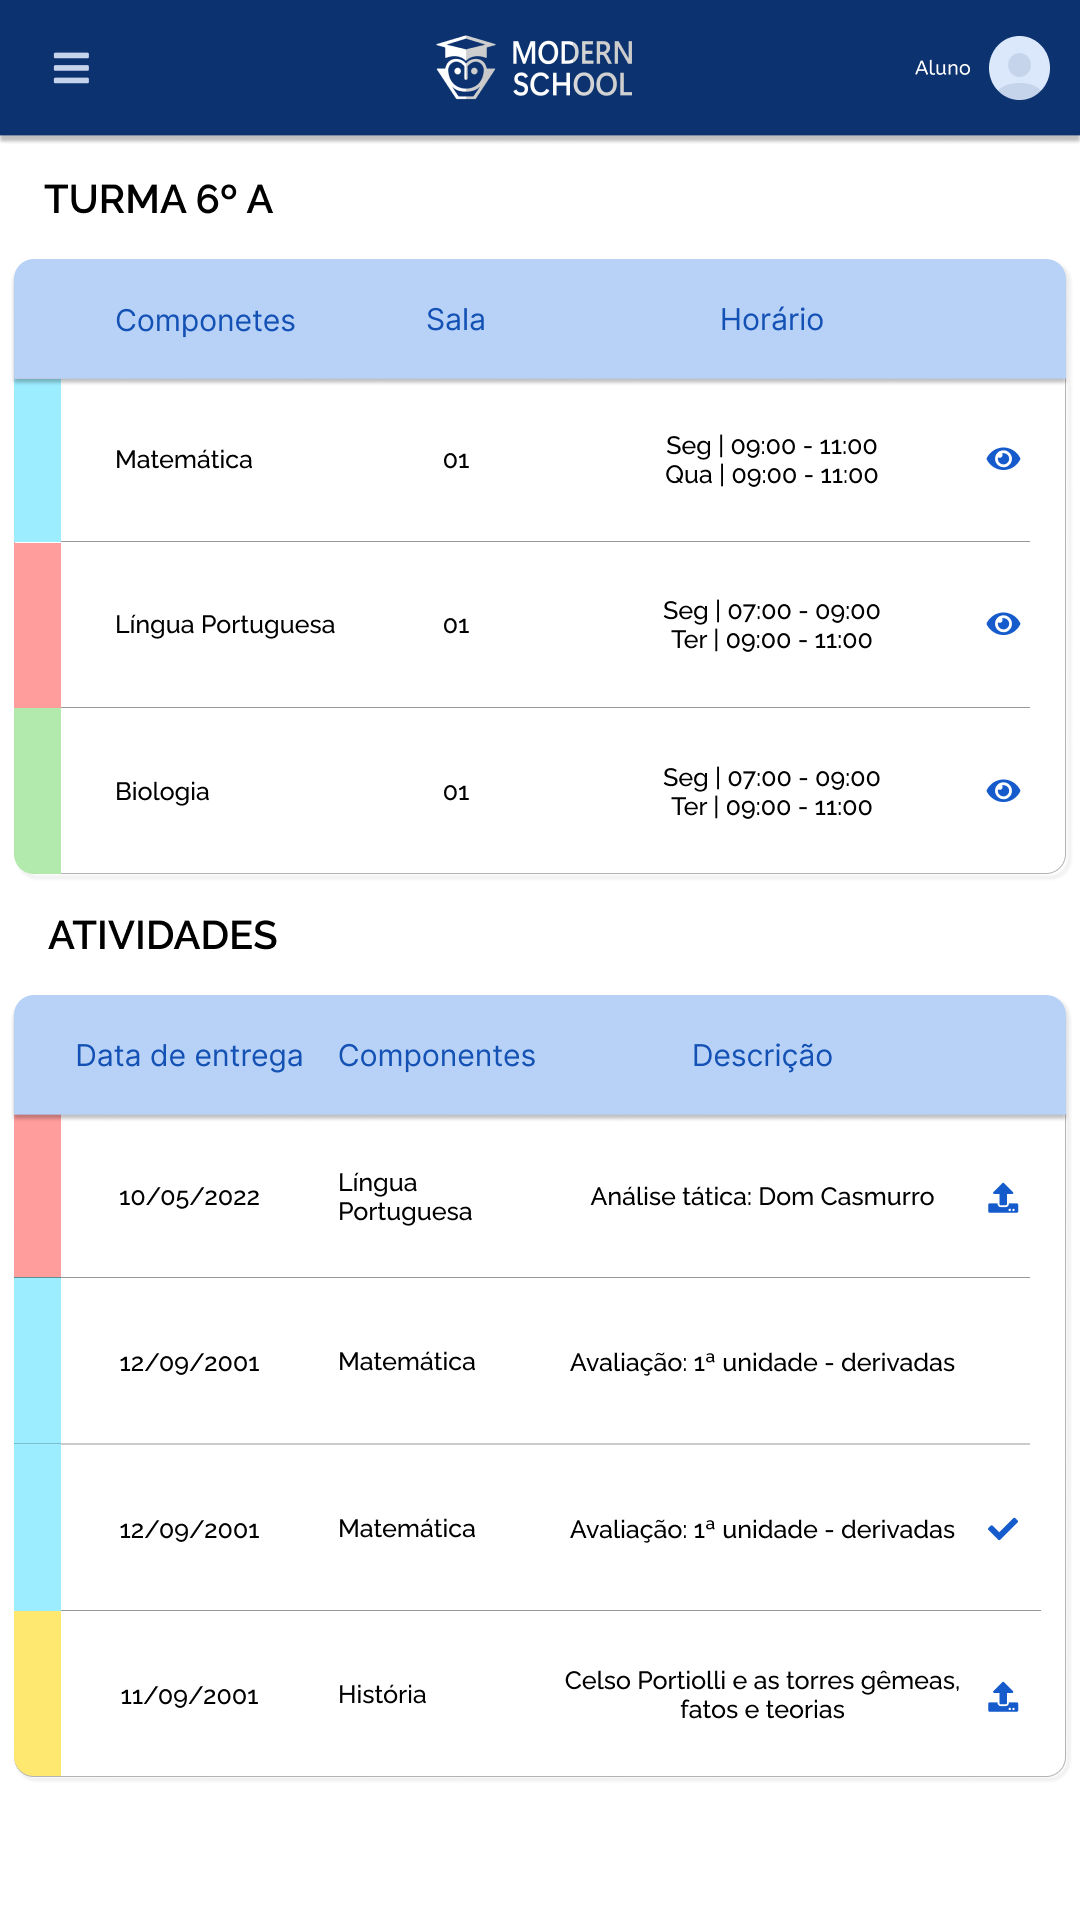 MODERN
SCHOOL
Aluno
TURMA 6º A
Componetes Sala Horário
Matemática 01 Seg | 09:00 - 11:00
Qua | 09:00 - 11:00
Língua Portuguesa 01 Seg | 07:00 - 09:00
Ter | 09:00 - 11:00
Biologia 01 Seg | 07:00 - 09:00
Ter | 09:00 - 11:00
ATIVIDADES
Data de entrega Componentes Descrição
10/05/2022 Língua Portuguesa Análise tática: Dom Casmurro
12/09/2001 Matemática Avaliação: 1ª unidade - derivadas
12/09/2001 Matemática Avaliação: 1ª unidade - derivadas
11/09/2001 História Celso Portiolli e as torres gêmeas,
fatos e teorias